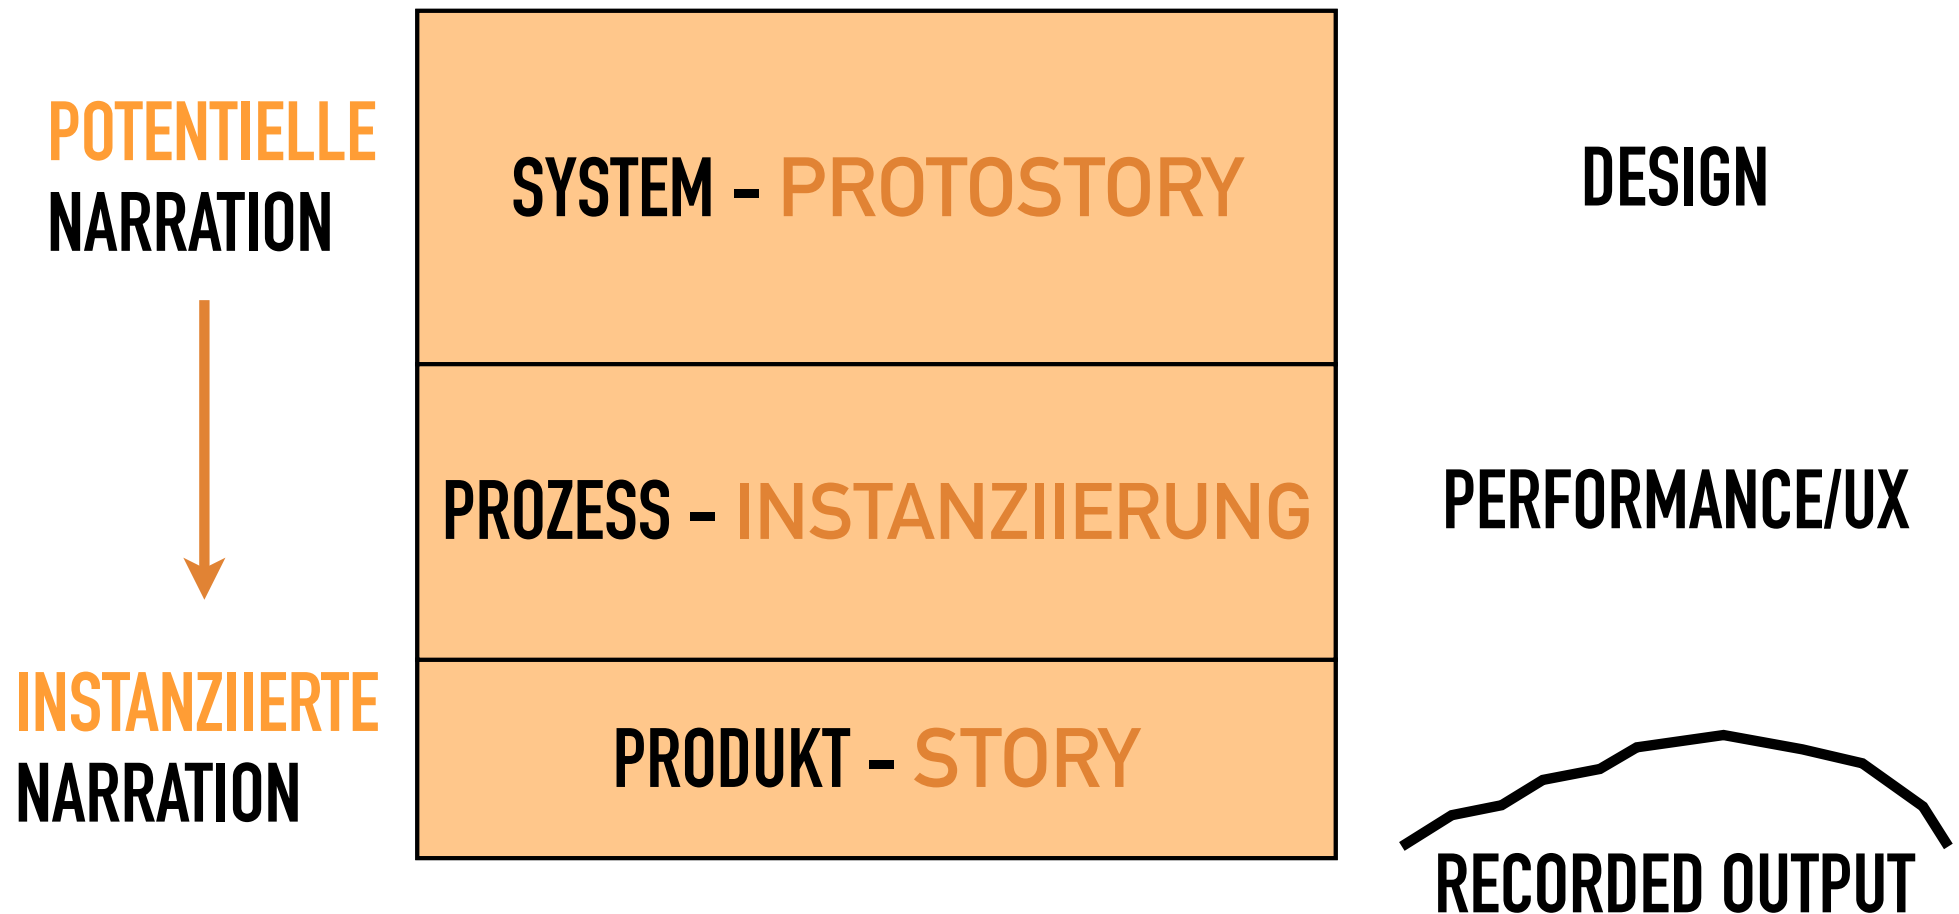 POTENTIELLE
NARRATION
SYSTEM - PROTOSTORY
DESIGN
PROZESS - INSTANZIIERUNG
PERFORMANCE/UX
INSTANZIIERTE
NARRATION
PRODUKT - STORY
RECORDED OUTPUT